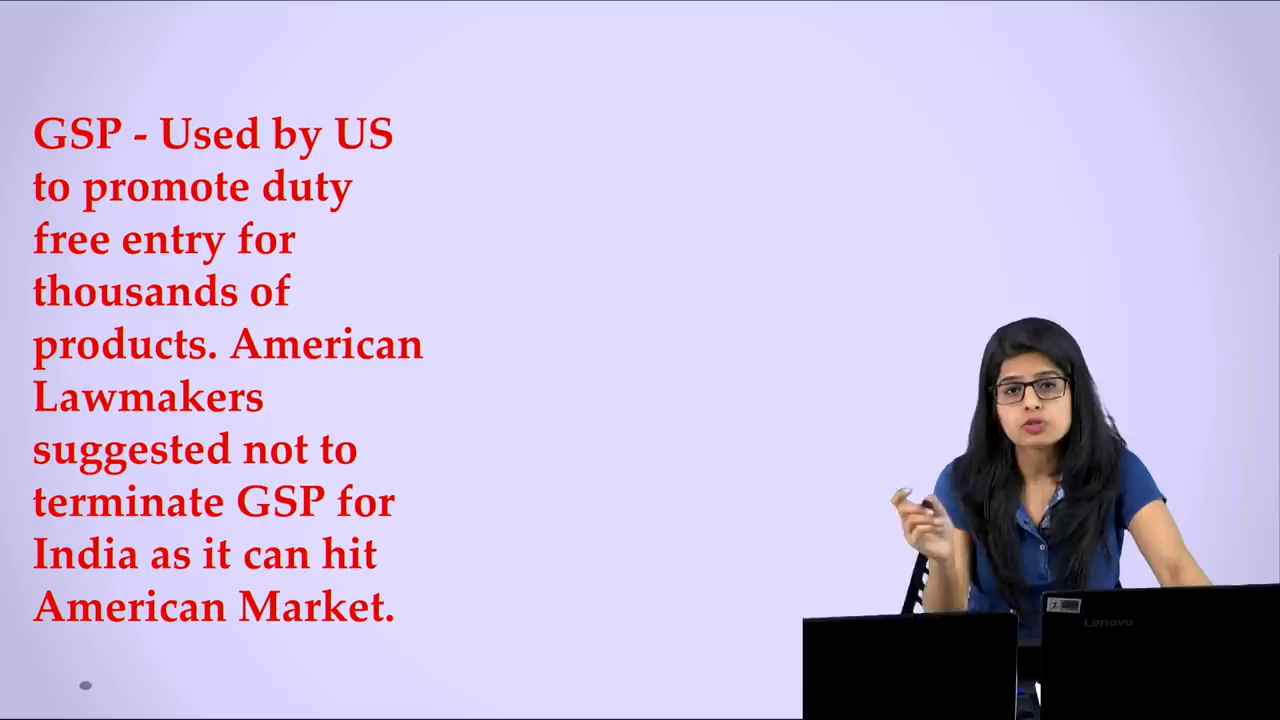 GSP - Used by US
to promote duty
free entry for
thousands of
products. American
Lawmakers
suggested not to
terminate GSP for
India as it can hit
American Market.
Lenovo